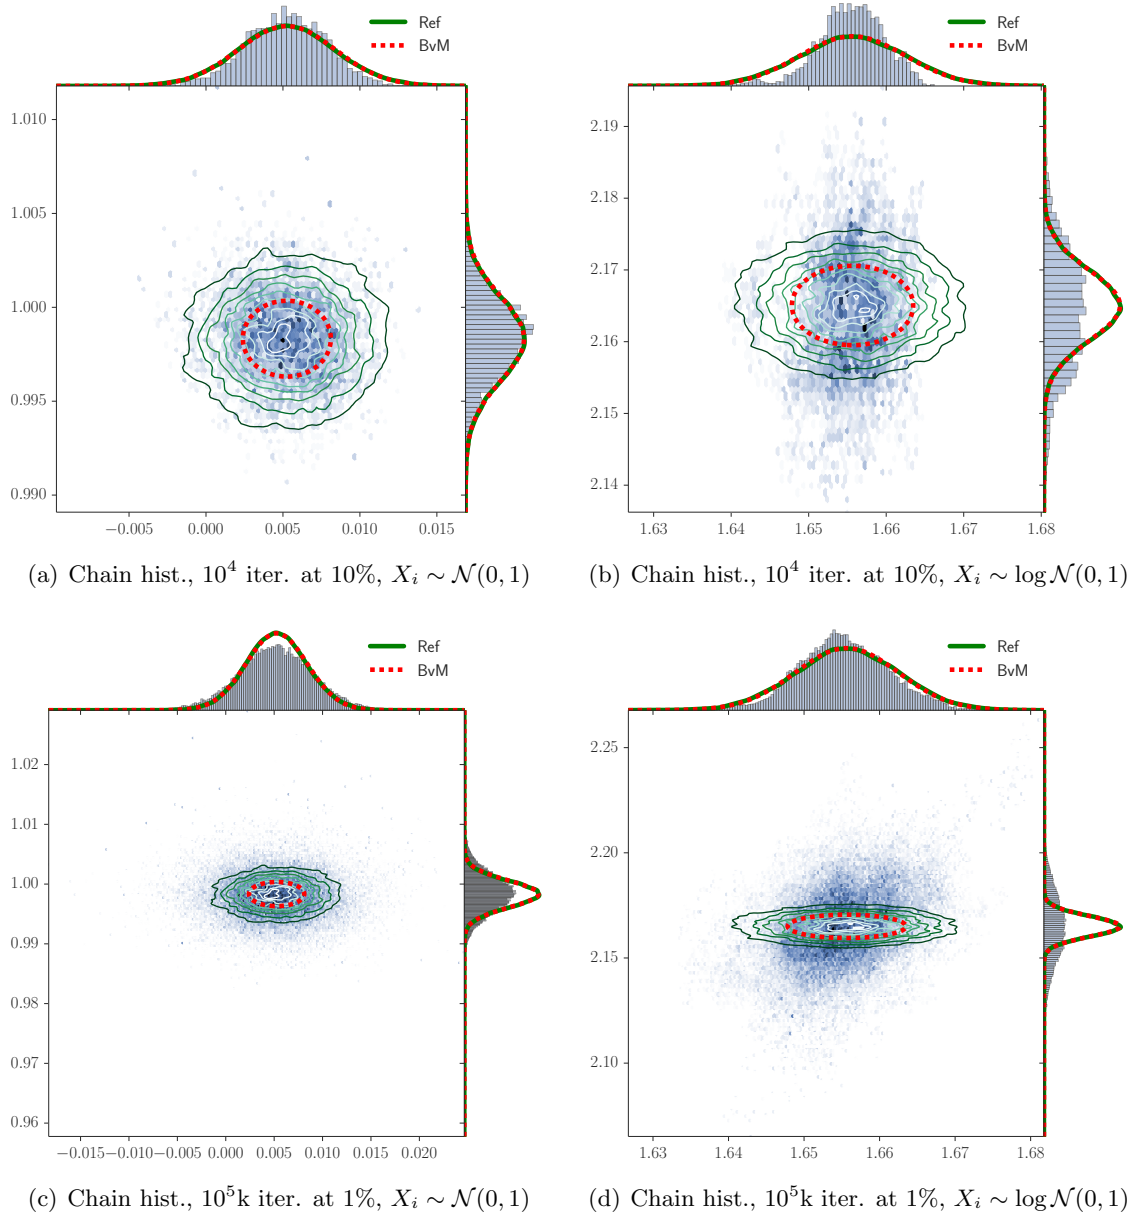 Ref
BvM
1.010
1.005
1.000
0.995
0.990
−0.005 0.000 0.005 0.010 0.015
(a) Chain hist., 10^4 iter. at 10%, X_i ∼ N(0, 1)
Ref
BvM
2.19
2.18
2.17
2.16
2.15
2.14
1.63 1.64 1.65 1.66 1.67 1.68
(b) Chain hist., 10^4 iter. at 10%, X_i ∼ log N(0, 1)
Ref
BvM
1.02
1.01
1.00
0.99
0.98
0.97
0.96
−0.015 −0.010 −0.005 0.000 0.005 0.010 0.015 0.020
(c) Chain hist., 10^5k iter. at 1%, X_i ∼ N(0, 1)
Ref
BvM
2.25
2.20
2.15
2.10
1.63 1.64 1.65 1.66 1.67 1.68
(d) Chain hist., 10^5k iter. at 1%, X_i ∼ log N(0, 1)